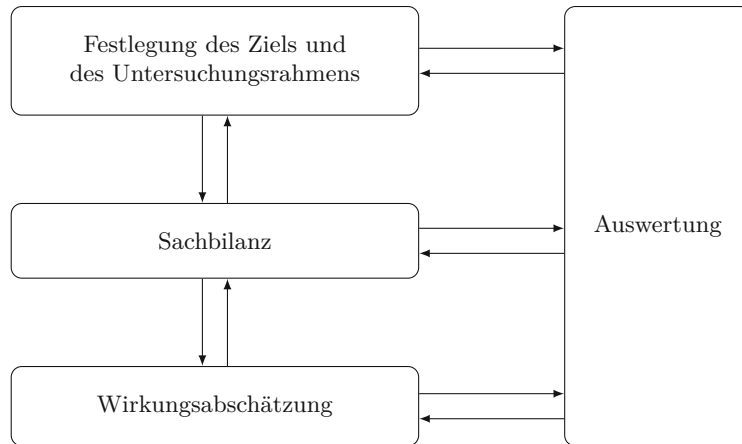 Festlegung des Ziels und
des Untersuchungsrahmens
Sachbilanz
Auswertung
Wirkungsabschätzung